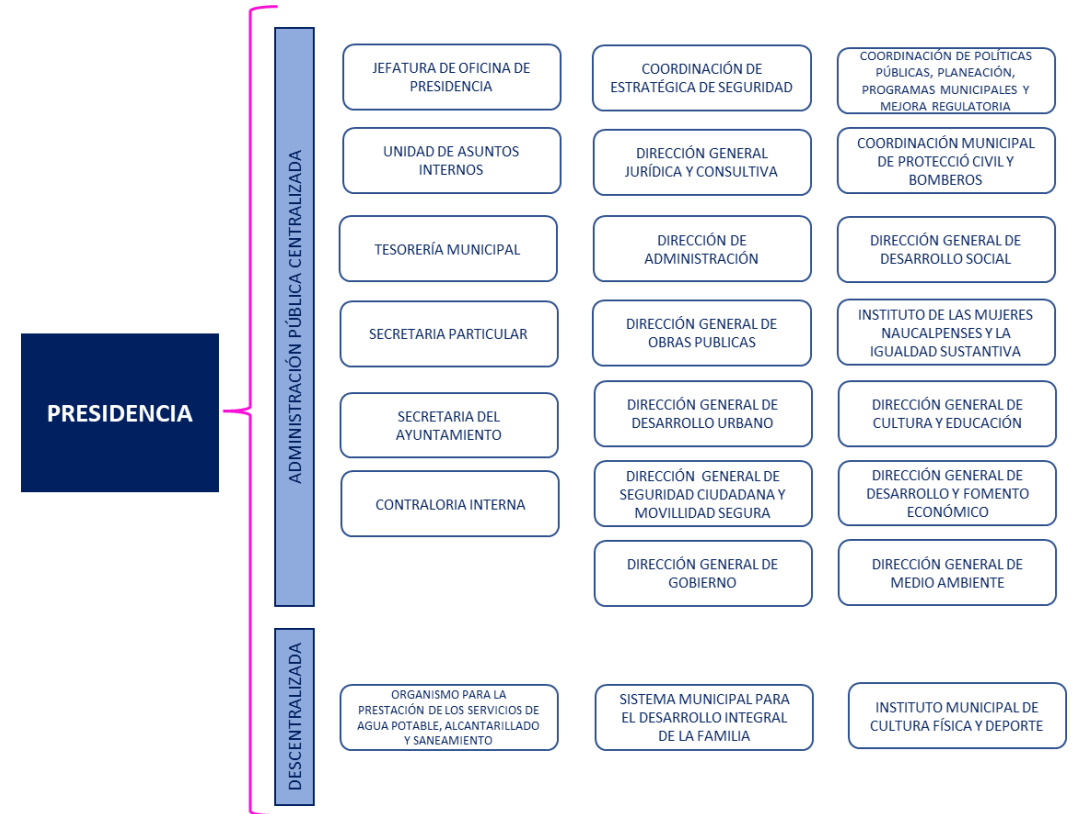 PRESIDENCIA
ADMINISTRACIÓN PÚBLICA CENTRALIZADA
JEFATURA DE OFICINA DE
PRESIDENCIA
COORDINACIÓN DE
ESTRATÉGICA DE SEGURIDAD
COORDINACIÓN DE POLÍTICAS
PÚBLICAS, PLANEACIÓN,
PROGRAMAS MUNICIPALES Y
MEJORA REGULATORIA
UNIDAD DE ASUNTOS
INTERNOS
DIRECCIÓN GENERAL
JURÍDICA Y CONSULTIVA
COORDINACIÓN MUNICIPAL
DE PROTECCIÓ CIVIL Y
BOMBEROS
TESORERÍA MUNICIPAL
DIRECCIÓN DE
ADMINISTRACIÓN
DIRECCIÓN GENERAL DE
DESARROLLO SOCIAL
SECRETARIA PARTICULAR
DIRECCIÓN GENERAL DE
OBRAS PUBLICAS
INSTITUTO DE LAS MUJERES
NAUCALPENSES Y LA
IGUALDAD SUSTANTIVA
SECRETARIA DEL
AYUNTAMIENTO
DIRECCIÓN GENERAL DE
DESARROLLO URBANO
DIRECCIÓN GENERAL DE
CULTURA Y EDUCACIÓN
CONTRALORIA INTERNA
DIRECCIÓN GENERAL DE
SEGURIDAD CIUDADANA Y
MOVILLIDAD SEGURA
DIRECCIÓN GENERAL DE
DESARROLLO Y FOMENTO
ECONÓMICO
DIRECCIÓN GENERAL DE
GOBIERNO
DIRECCIÓN GENERAL DE
MEDIO AMBIENTE
DESCENTRALIZADA
ORGANISMO PARA LA
PRESTACIÓN DE LOS SERVICIOS DE
AGUA POTABLE, ALCANTARILLADO
Y SANEAMIENTO
SISTEMA MUNICIPAL PARA
EL DESARROLLO INTEGRAL
DE LA FAMILIA
INSTITUTO MUNICIPAL DE
CULTURA FÍSICA Y DEPORTE